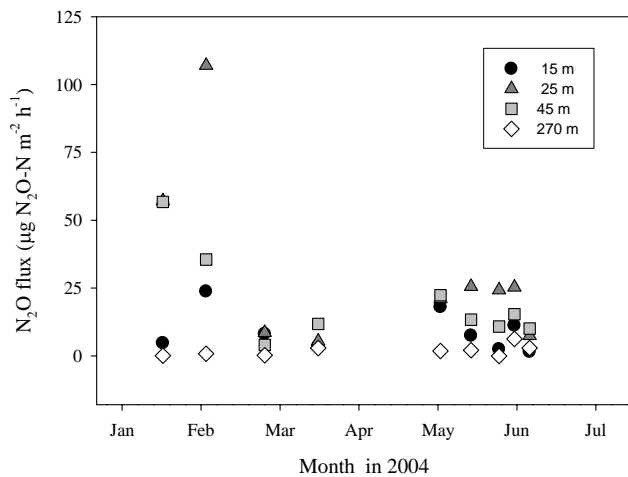 125
100
75
50
25
0
N₂O flux (µg N₂O-N m⁻² h⁻¹)
15 m
25 m
45 m
270 m
Jan Feb Mar Apr May Jun Jul
Month in 2004